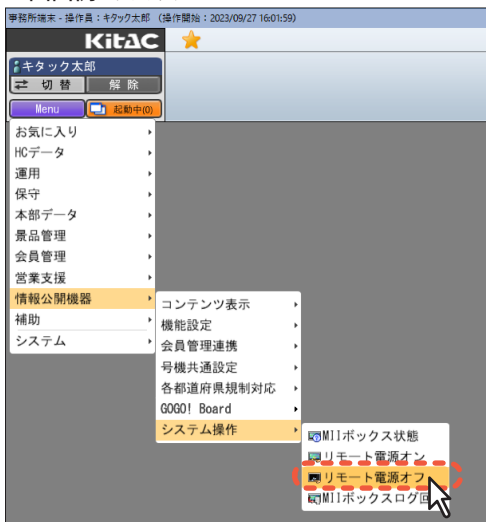 事務所端末 - 操作員：キタック太郎 （操作開始：2023/09/27 16:01:59）
KitAC
キタック太郎
切 替
解 除
Menu
起動中(0)
お気に入り
HCデータ
運用
保守
本部データ
景品管理
会員管理
営業支援
情報公開機器
補助
システム
コンテンツ表示
機能設定
会員管理連携
号機共通設定
各都道府県規制対応
GOGO! Board
システム操作
MIIボックス状態
リモート電源オン
リモート電源オフ
MIIボックスログ回